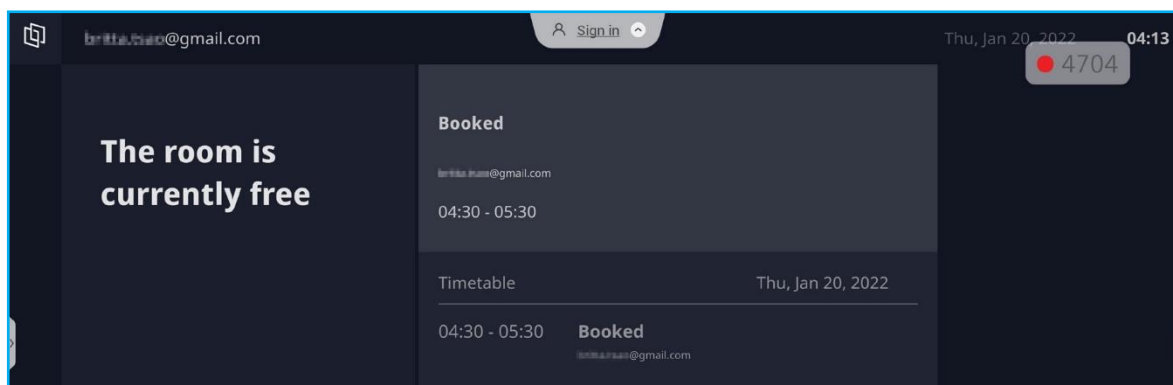 @gmail.com
Sign in
Thu, Jan 20, 2022
04:13
4704
The room is
currently free
Booked
@gmail.com
04:30 - 05:30
Timetable
Thu, Jan 20, 2022
04:30 - 05:30
Booked
@gmail.com